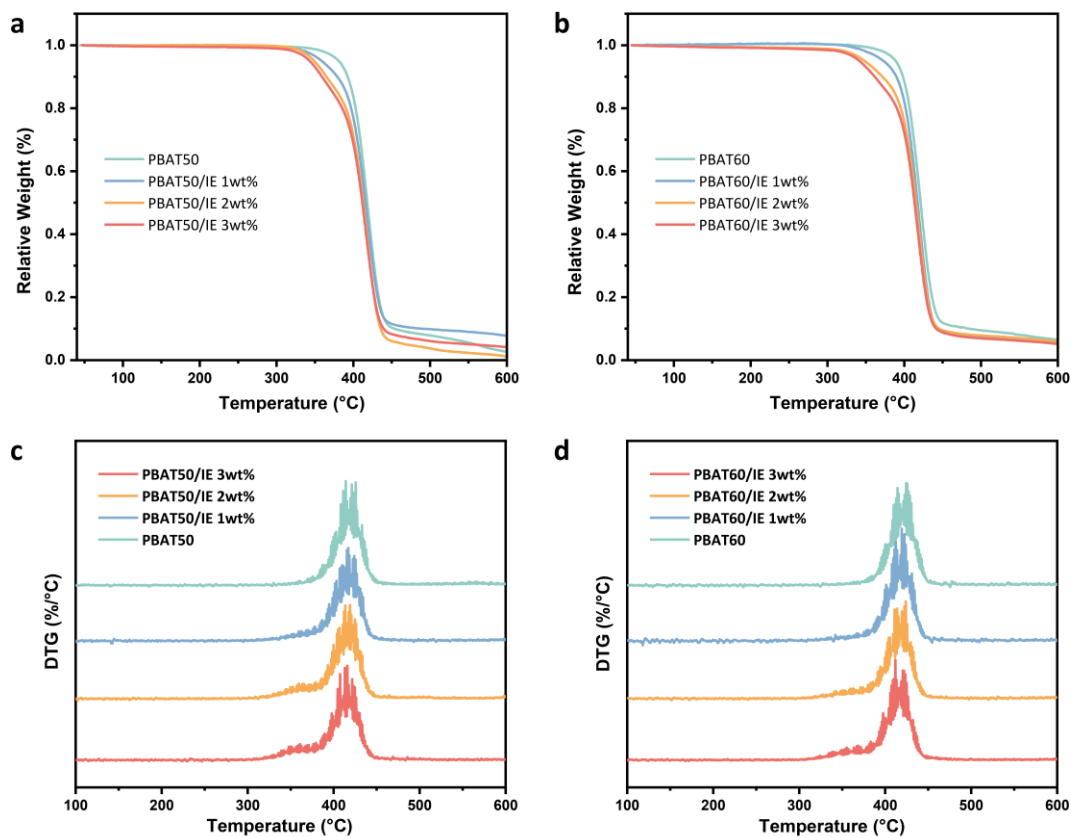 a
1.0
0.8
0.6
0.4
0.2
0.0
Relative Weight (%)
PBAT50
PBAT50/IE 1wt%
PBAT50/IE 2wt%
PBAT50/IE 3wt%
100 200 300 400 500 600
Temperature (°C)
b
1.0
0.8
0.6
0.4
0.2
0.0
Relative Weight (%)
PBAT60
PBAT60/IE 1wt%
PBAT60/IE 2wt%
PBAT60/IE 3wt%
100 200 300 400 500 600
Temperature (°C)
c
DTG (%/°C)
PBAT50/IE 3wt%
PBAT50/IE 2wt%
PBAT50/IE 1wt%
PBAT50
100 200 300 400 500 600
Temperature (°C)
d
DTG (%/°C)
PBAT60/IE 3wt%
PBAT60/IE 2wt%
PBAT60/IE 1wt%
PBAT60
100 200 300 400 500 600
Temperature (°C)